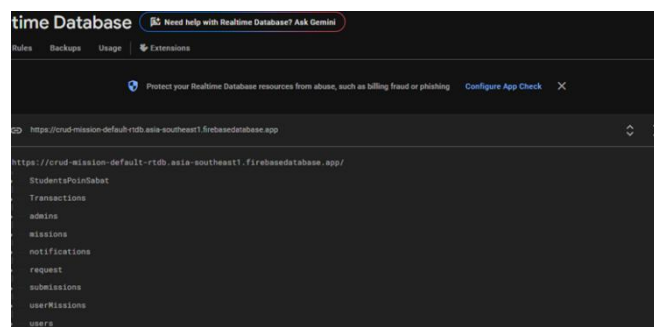 time Database Need help with Realtime Database? Ask Gemini
Rules Backups Usage Extensions
Protect your Realtime Database resources from abuse, such as billing fraud or phishing Configure App Check
https://crud-mission-default-rtdb.asia-southeast1.firebasedatabase.app
https://crud-mission-default-rtdb.asia-southeast1.firebasedatabase.app/
StudentsPoinSabat
Transactions
admins
missions
notifications
request
submissions
userMissions
users